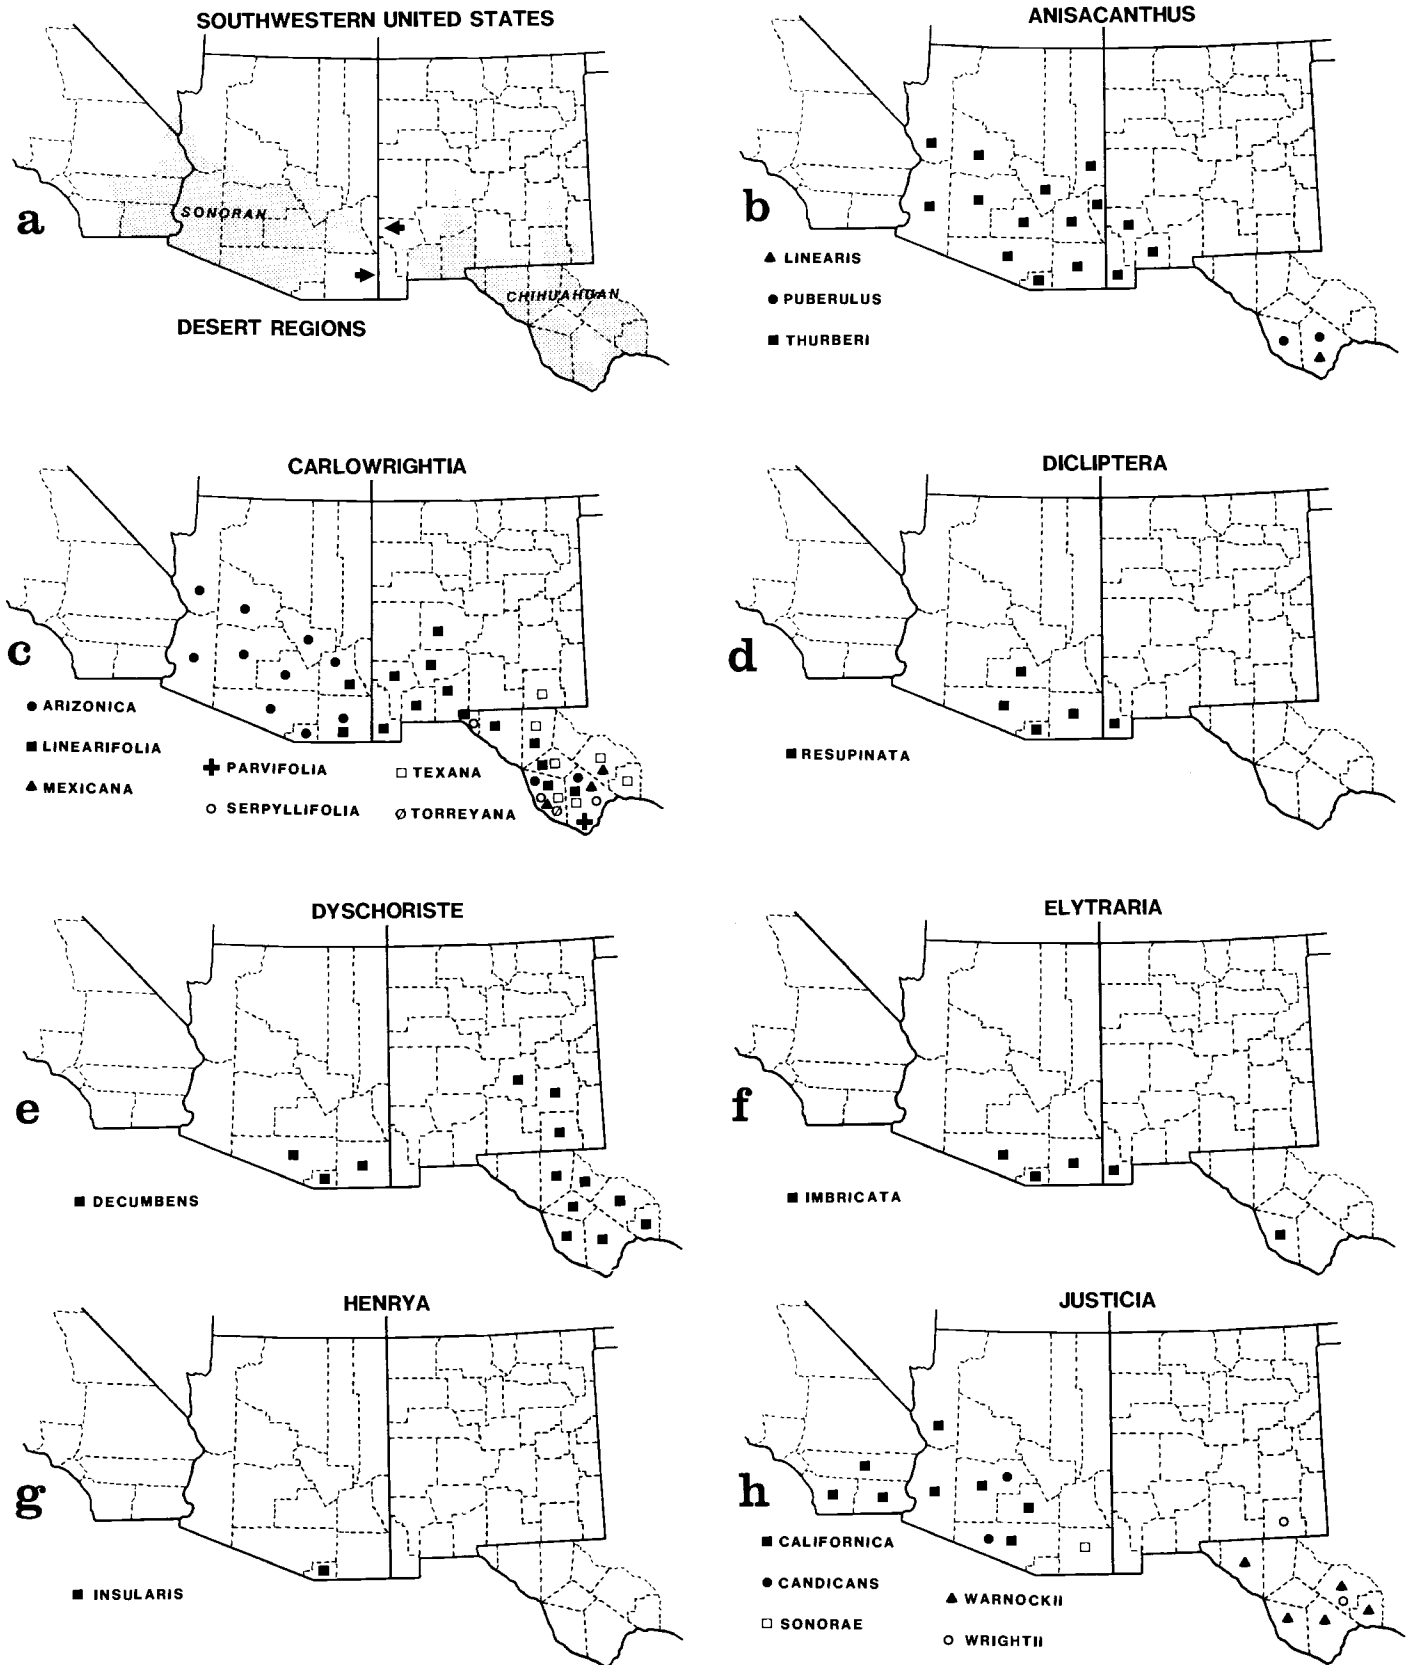 SOUTHWESTERN UNITED STATES
a
SONORAN
CHIHUAHUAN
DESERT REGIONS
ANISACANTHUS
b
LINEARIS
PUBERULUS
THURBERI
CARLOWRIGHTIA
c
ARIZONICA
LINEARIFOLIA
MEXICANA
PARVIFOLIA
SERPYLLIFOLIA
TEXANA
TORREYANA
DICLIPTERA
d
RESUPINATA
DYSCHORISTE
e
DECUMBENS
ELYTRARIA
f
IMBRICATA
HENRYA
g
INSULARIS
JUSTICIA
h
CALIFORNICA
CANDICANS
SONORAE
WARNOCKII
WRIGHTII